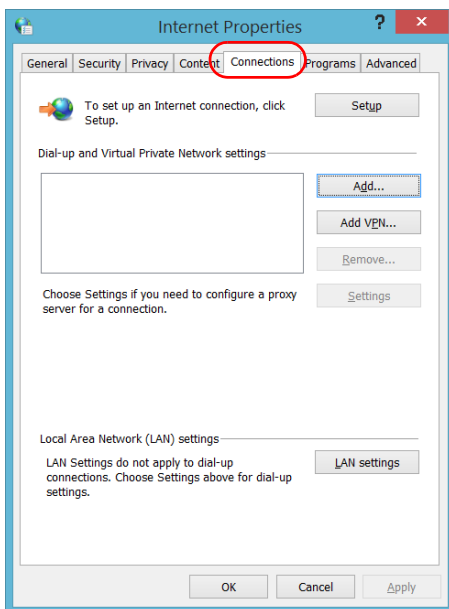 Internet Properties
?
×
General Security Privacy Content Connections Programs Advanced
To set up an Internet connection, click
Setup.
Setup
Dial-up and Virtual Private Network settings
Add...
Add VPN...
Remove...
Choose Settings if you need to configure a proxy
server for a connection.
Settings
Local Area Network (LAN) settings
LAN Settings do not apply to dial-up
connections. Choose Settings above for dial-up
settings.
LAN settings
OK Cancel Apply